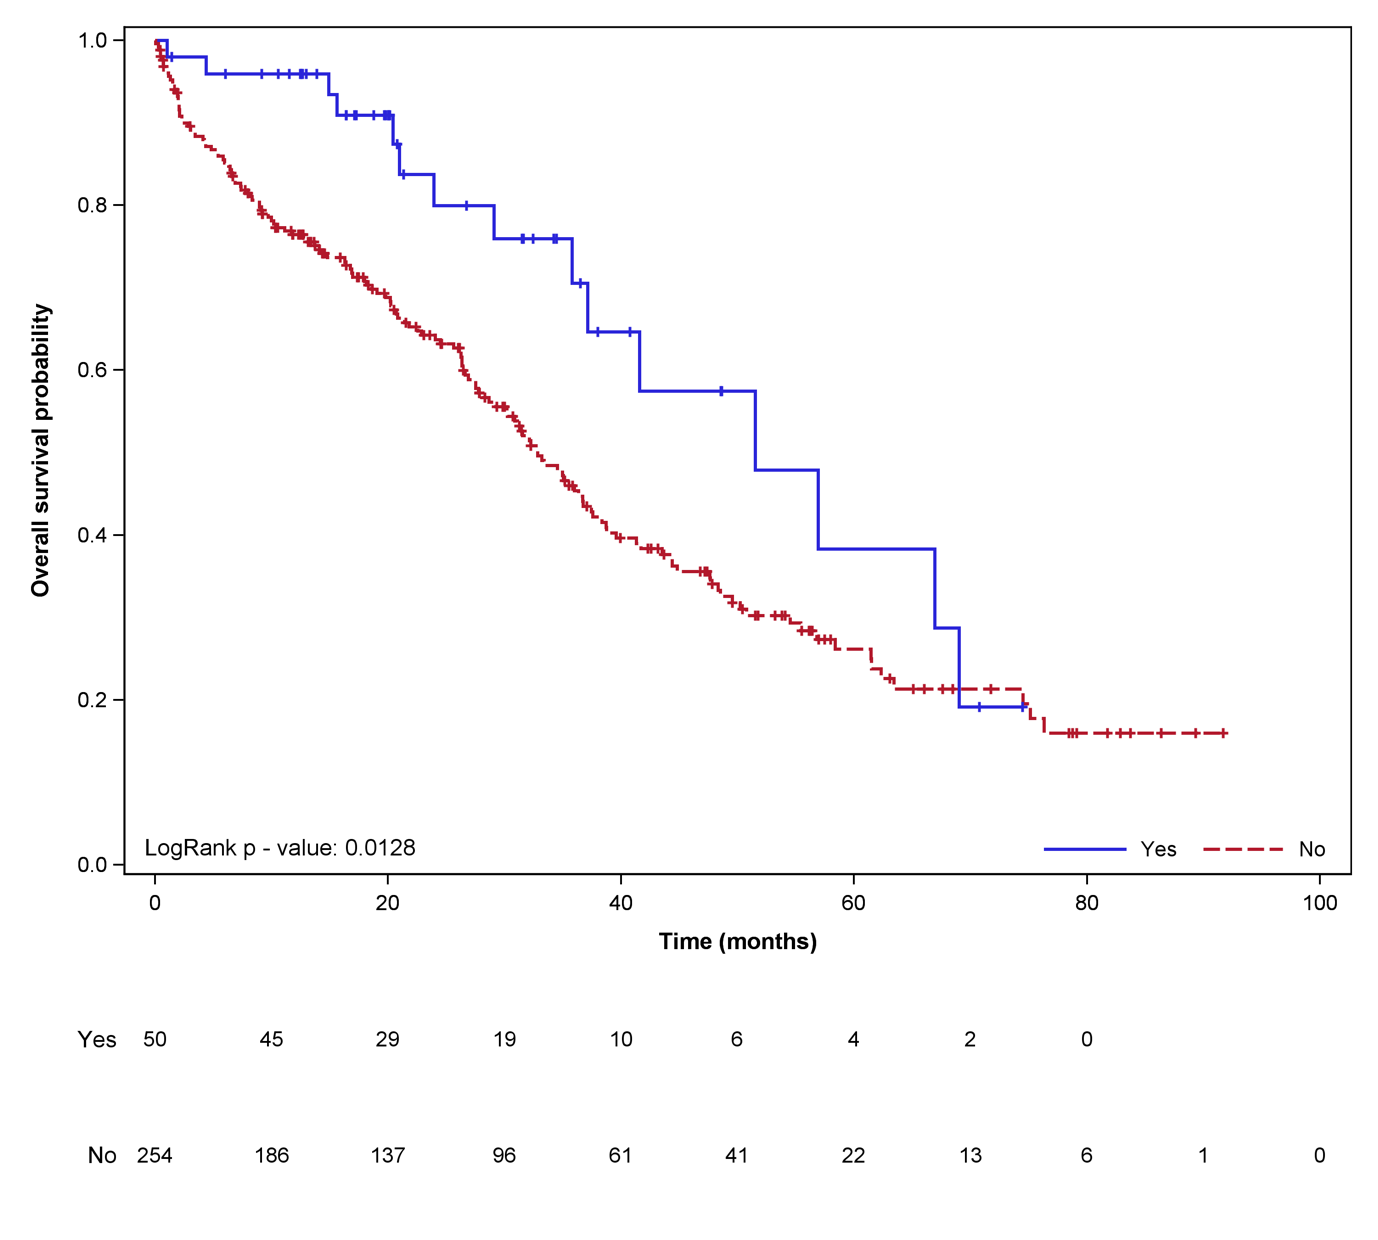 1.0
0.8
0.6
0.4
0.2
0.0
Overall survival probability
LogRank p - value: 0.0128
Yes No
0 20 40 60 80 100
Time (months)
Yes 50 45 29 19 10 6 4 2 0
No 254 186 137 96 61 41 22 13 6 1 0